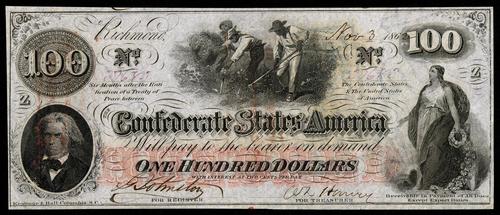 Richmond, Nov 3 186
100 No. No. 100
Six Months after the Rati
fication of a Treaty of
Peace between
The Confederate States
& The United States
of America
Z Z
Confederate States of America
Will pay to the bearer on demand
ONE HUNDRED DOLLARS
WITH INTEREST AT TWO CENTS PER DAY
FOR REGISTER. FOR TREASURER
Receivable in Payment of All Dues
Except Export Duties
Keatinge & Ball, Columbia, S.C.